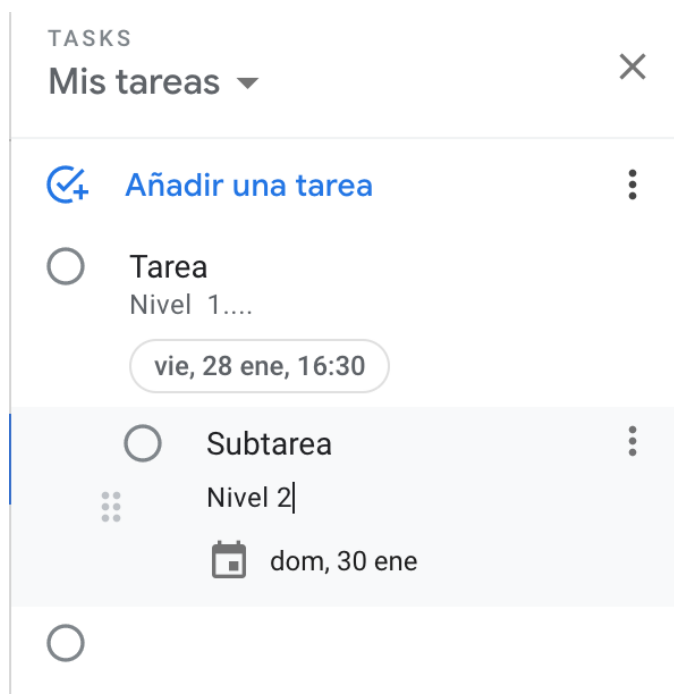 TASKS
Mis tareas
Añadir una tarea
Tarea
Nivel 1....
vie, 28 ene, 16:30
Subtarea
Nivel 2
dom, 30 ene